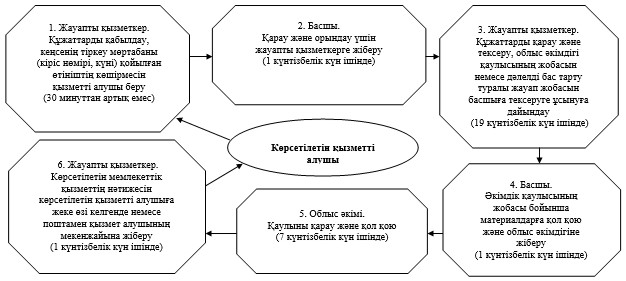 1. Жауапты қызметкер.
Құжаттарды қабылдау,
кеңсенің тіркеу мөртабаны
(кіріс нөмірі, күні) қойылған
өтініштің көшірмесін
қызметті алушы беру
(30 минуттан артық емес)
2. Басшы.
Қарау және орындау үшін
жауапты қызметкерге жіберу
(1 күнтізбелік күн ішінде)
3. Жауапты қызметкер.
Құжаттарды қарау және
тексеру, облыс әкімдігі
қаулысының жобасын
немесе дәлелді бас тарту
туралы жауап жобасын
басшыға тексеруге ұсынуға
дайындау
(19 күнтізбелік күн ішінде)
Көрсетілетін қызметті
алушы
6. Жауапты қызметкер.
Көрсетілетін мемлекеттік
қызметтің нәтижесін
көрсетілетін қызметті алушыға
жеке өзі келгенде немесе
поштамен қызмет алушының
мекенжайына жіберу
(1 күнтізбелік күн ішінде)
5. Облыс әкімі.
Қаулыны қарау және қол қою
(7 күнтізбелік күн ішінде)
4. Басшы.
Әкімдік қаулысының
жобасы бойынша
материалдарға қол қою
және облыс әкімдігіне
жіберу
(1 күнтізбелік күн ішінде)